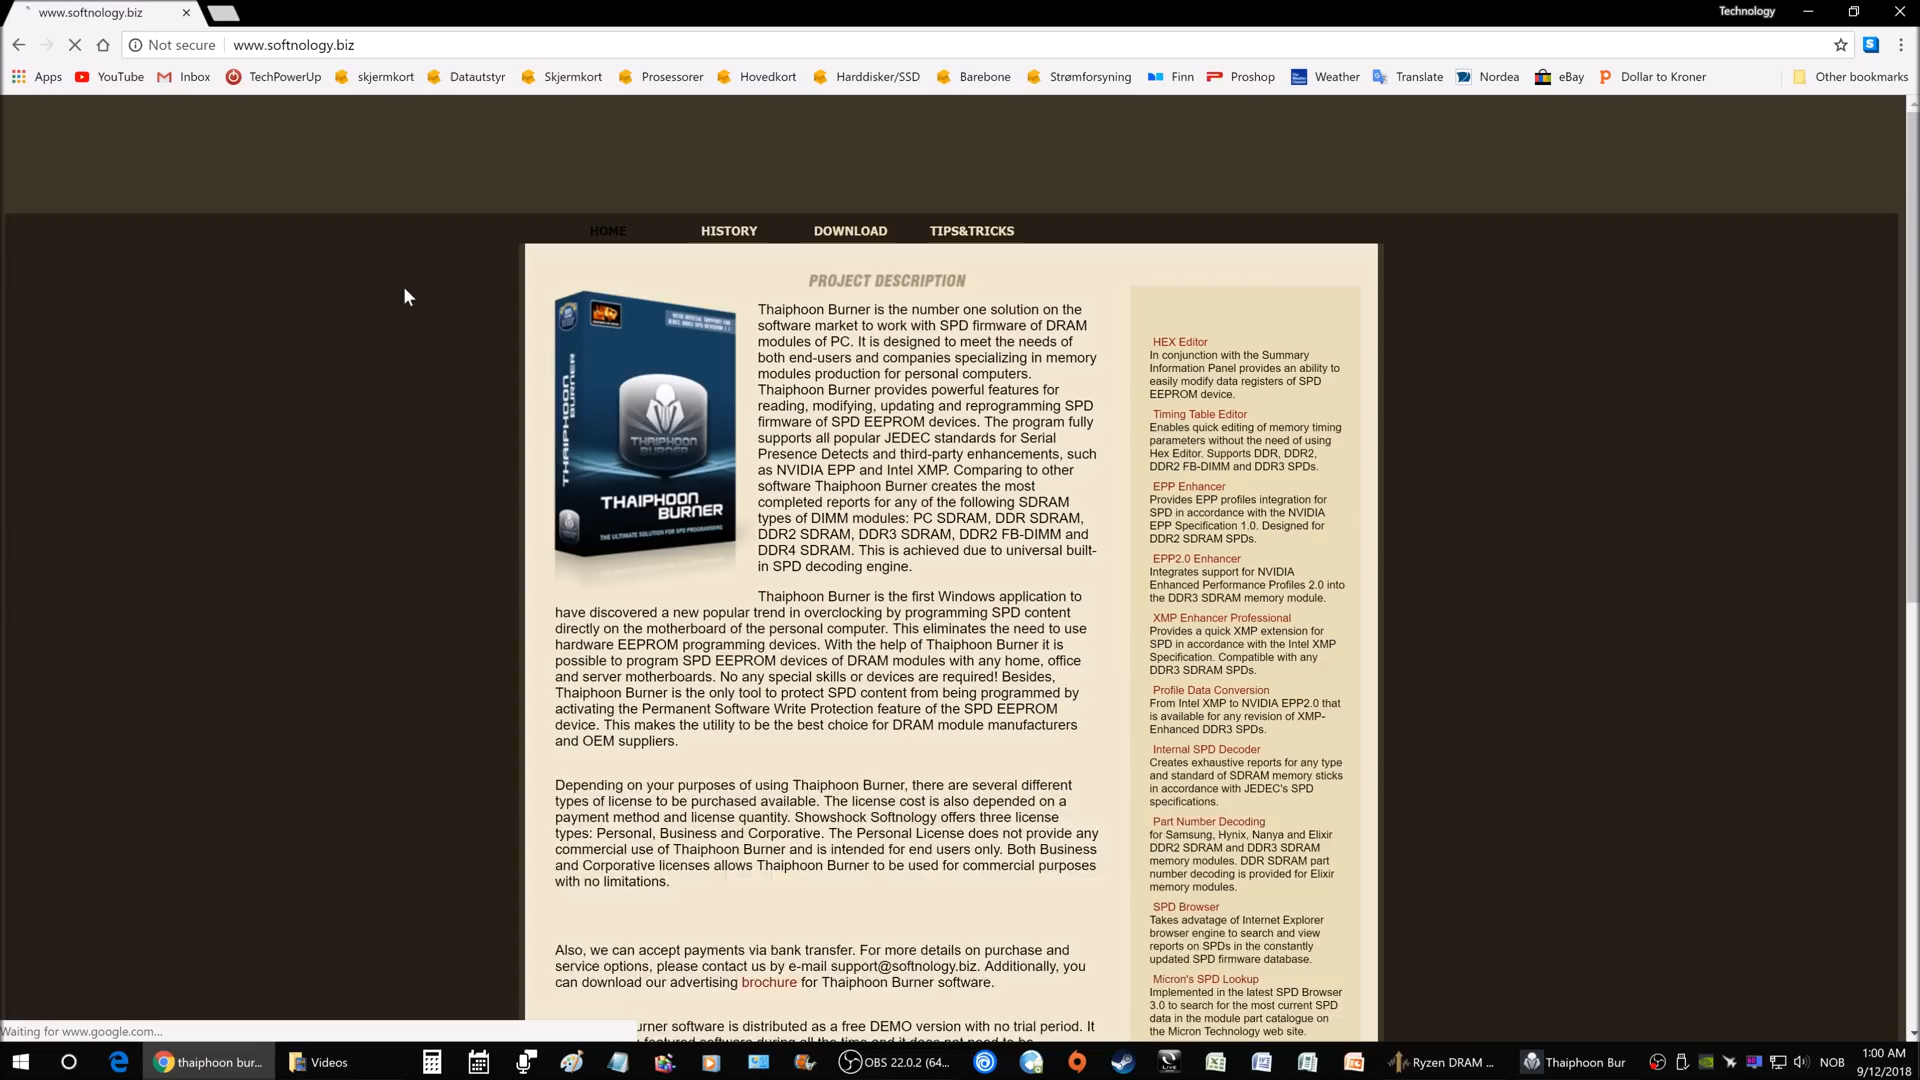 www.softnology.biz
Technology
Not secure
www.softnology.biz
Apps
YouTube
Inbox
TechPowerUp
skjermkort
Datautstyr
Skjermkort
Prosessorer
Hovedkort
Harddisker/SSD
Barebone
Strømforsyning
Finn
Proshop
Weather
Translate
Nordea
eBay
Dollar to Kroner
Other bookmarks
HOME
HISTORY
DOWNLOAD
TIPS&TRICKS
PROJECT DESCRIPTION
THAIPHOON BURNER
THAIPHOON
BURNER
THAIPHOON
BURNER
THE ULTIMATE SOLUTION FOR SPD PROGRAMMING
Thaiphoon Burner is the number one solution on the
software market to work with SPD firmware of DRAM
modules of PC. It is designed to meet the needs of
both end-users and companies specializing in memory
modules production for personal computers.
Thaiphoon Burner provides powerful features for
reading, modifying, updating and reprogramming SPD
firmware of SPD EEPROM devices. The program fully
supports all popular JEDEC standards for Serial
Presence Detects and third-party enhancements, such
as NVIDIA EPP and Intel XMP. Comparing to other
software Thaiphoon Burner creates the most
completed reports for any of the following SDRAM
types of DIMM modules: PC SDRAM, DDR SDRAM,
DDR2 SDRAM, DDR3 SDRAM, DDR2 FB-DIMM and
DDR4 SDRAM. This is achieved due to universal built-
in SPD decoding engine.
Thaiphoon Burner is the first Windows application to
have discovered a new popular trend in overclocking by programming SPD content
directly on the motherboard of the personal computer. This eliminates the need to use
hardware EEPROM programming devices. With the help of Thaiphoon Burner it is
possible to program SPD EEPROM devices of DRAM modules with any home, office
and server motherboards. No any special skills or devices are required! Besides,
Thaiphoon Burner is the only tool to protect SPD content from being programmed by
activating the Permanent Software Write Protection feature of the SPD EEPROM
device. This makes the utility to be the best choice for DRAM module manufacturers
and OEM suppliers.
Depending on your purposes of using Thaiphoon Burner, there are several different
types of license to be purchased available. The license cost is also depended on a
payment method and license quantity. Showshock Softnology offers three license
types: Personal, Business and Corporative. The Personal License does not provide any
commercial use of Thaiphoon Burner and is intended for end users only. Both Business
and Corporative licenses allows Thaiphoon Burner to be used for commercial purposes
with no limitations.
Also, we can accept payments via bank transfer. For more details on purchase and
service options, please contact us by e-mail support@softnology.biz. Additionally, you
can download our advertising brochure for Thaiphoon Burner software.
urner software is distributed as a free DEMO version with no trial period. It
HEX Editor
In conjunction with the Summary
Information Panel provides an ability to
easily modify data registers of SPD
EEPROM device.
Timing Table Editor
Enables quick editing of memory timing
parameters without the need of using
Hex Editor. Supports DDR, DDR2,
DDR2 FB-DIMM and DDR3 SPDs.
EPP Enhancer
Provides EPP profiles integration for
SPD in accordance with the NVIDIA
EPP Specification 1.0. Designed for
DDR2 SDRAM SPDs.
EPP2.0 Enhancer
Integrates support for NVIDIA
Enhanced Performance Profiles 2.0 into
the DDR3 SDRAM memory module.
XMP Enhancer Professional
Provides a quick XMP extension for
SPD in accordance with the Intel XMP
Specification. Compatible with any
DDR3 SDRAM SPDs.
Profile Data Conversion
From Intel XMP to NVIDIA EPP2.0 that
is available for any revision of XMP-
Enhanced DDR3 SPDs.
Internal SPD Decoder
Creates exhaustive reports for any type
and standard of SDRAM memory sticks
in accordance with JEDEC's SPD
specifications.
Part Number Decoding
for Samsung, Hynix, Nanya and Elixir
DDR2 SDRAM and DDR3 SDRAM
memory modules. DDR SDRAM part
number decoding is provided for Elixir
memory modules.
SPD Browser
Takes advatage of Internet Explorer
browser engine to search and view
reports on SPDs in the constantly
updated SPD firmware database.
Micron's SPD Lookup
Implemented in the latest SPD Browser
3.0 to search for the most current SPD
data in the module part catalogue on
the Micron Technology web site.
Waiting for www.google.com...
thaiphoon bur...
Videos
OBS 22.0.2 (64...
Ryzen DRAM ...
Thaiphoon Bur
NOB
1:00 AM
9/12/2018